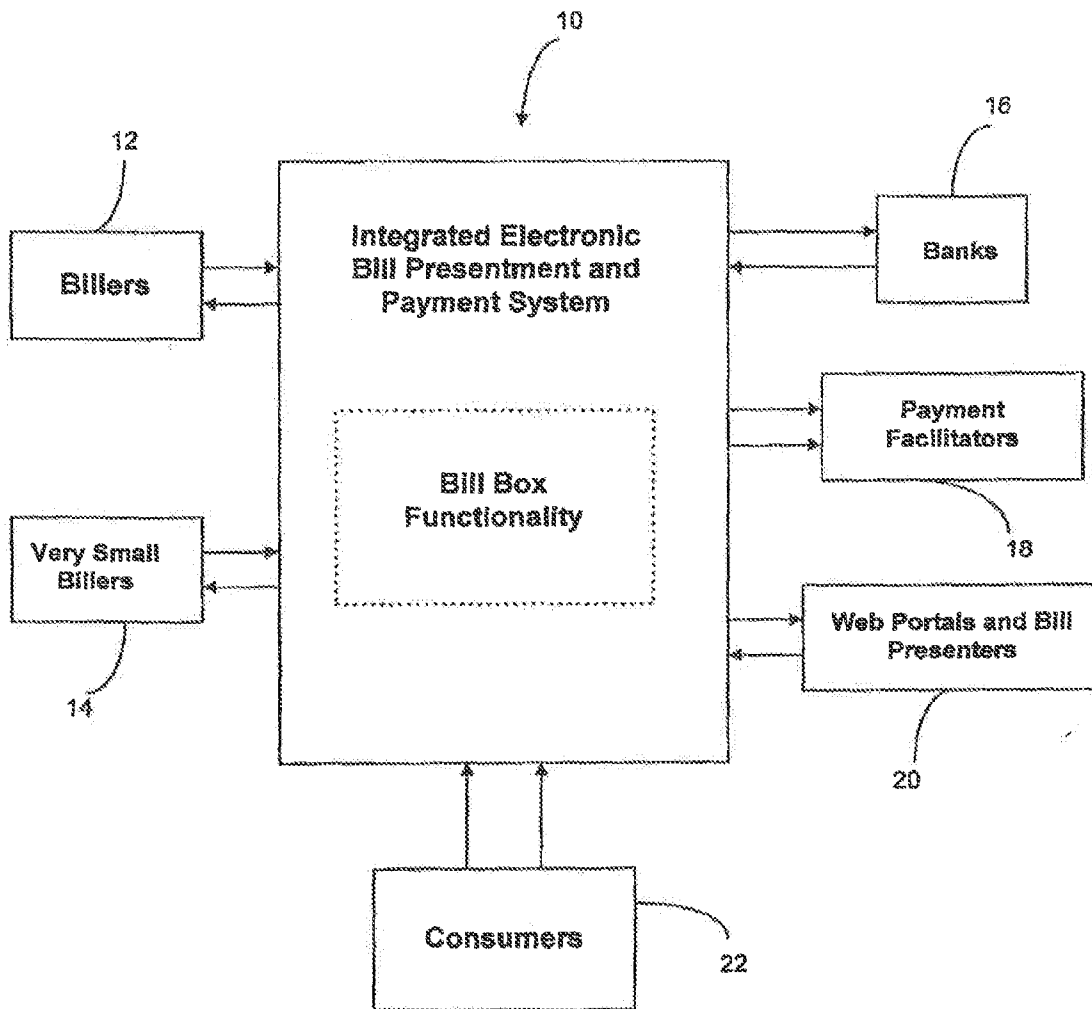 10
12
16
Integrated Electronic
Bill Presentment and
Payment System
Billers
Banks
Payment
Facilitators
Bill Box
Functionality
18
Very Small
Billers
Web Portals and Bill
Presenters
14
20
Consumers
22